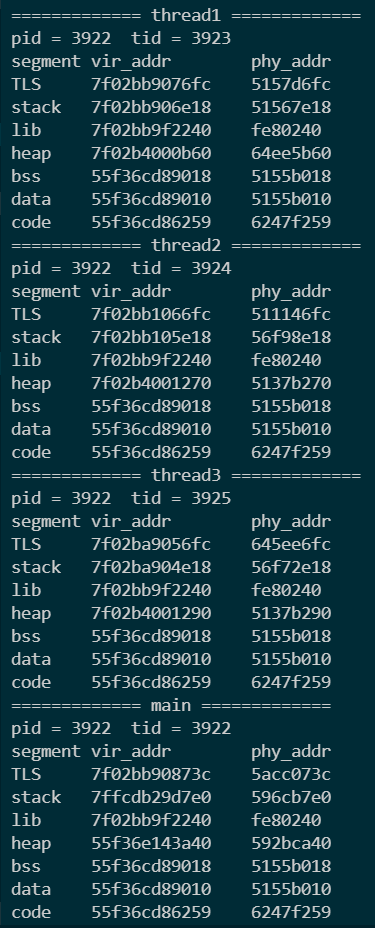 ============= thread1 =============
pid = 3922  tid = 3923
segment vir_addr        phy_addr
TLS     7f02bb9076fc    5157d6fc
stack   7f02bb906e18    51567e18
lib     7f02bb9f2240    fe80240
heap    7f02b4000b60    64ee5b60
bss     55f36cd89018    5155b018
data    55f36cd89010    5155b010
code    55f36cd86259    6247f259
============= thread2 =============
pid = 3922  tid = 3924
segment vir_addr        phy_addr
TLS     7f02bb1066fc    511146fc
stack   7f02bb105e18    56f98e18
lib     7f02bb9f2240    fe80240
heap    7f02b4001270    5137b270
bss     55f36cd89018    5155b018
data    55f36cd89010    5155b010
code    55f36cd86259    6247f259
============= thread3 =============
pid = 3922  tid = 3925
segment vir_addr        phy_addr
TLS     7f02ba9056fc    645ee6fc
stack   7f02ba904e18    56f72e18
lib     7f02bb9f2240    fe80240
heap    7f02b4001290    5137b290
bss     55f36cd89018    5155b018
data    55f36cd89010    5155b010
code    55f36cd86259    6247f259
============= main =============
pid = 3922  tid = 3922
segment vir_addr        phy_addr
TLS     7f02bb90873c    5acc073c
stack   7ffcdb29d7e0    596cb7e0
lib     7f02bb9f2240    fe80240
heap    55f36e143a40    592bca40
bss     55f36cd89018    5155b018
data    55f36cd89010    5155b010
code    55f36cd86259    6247f259